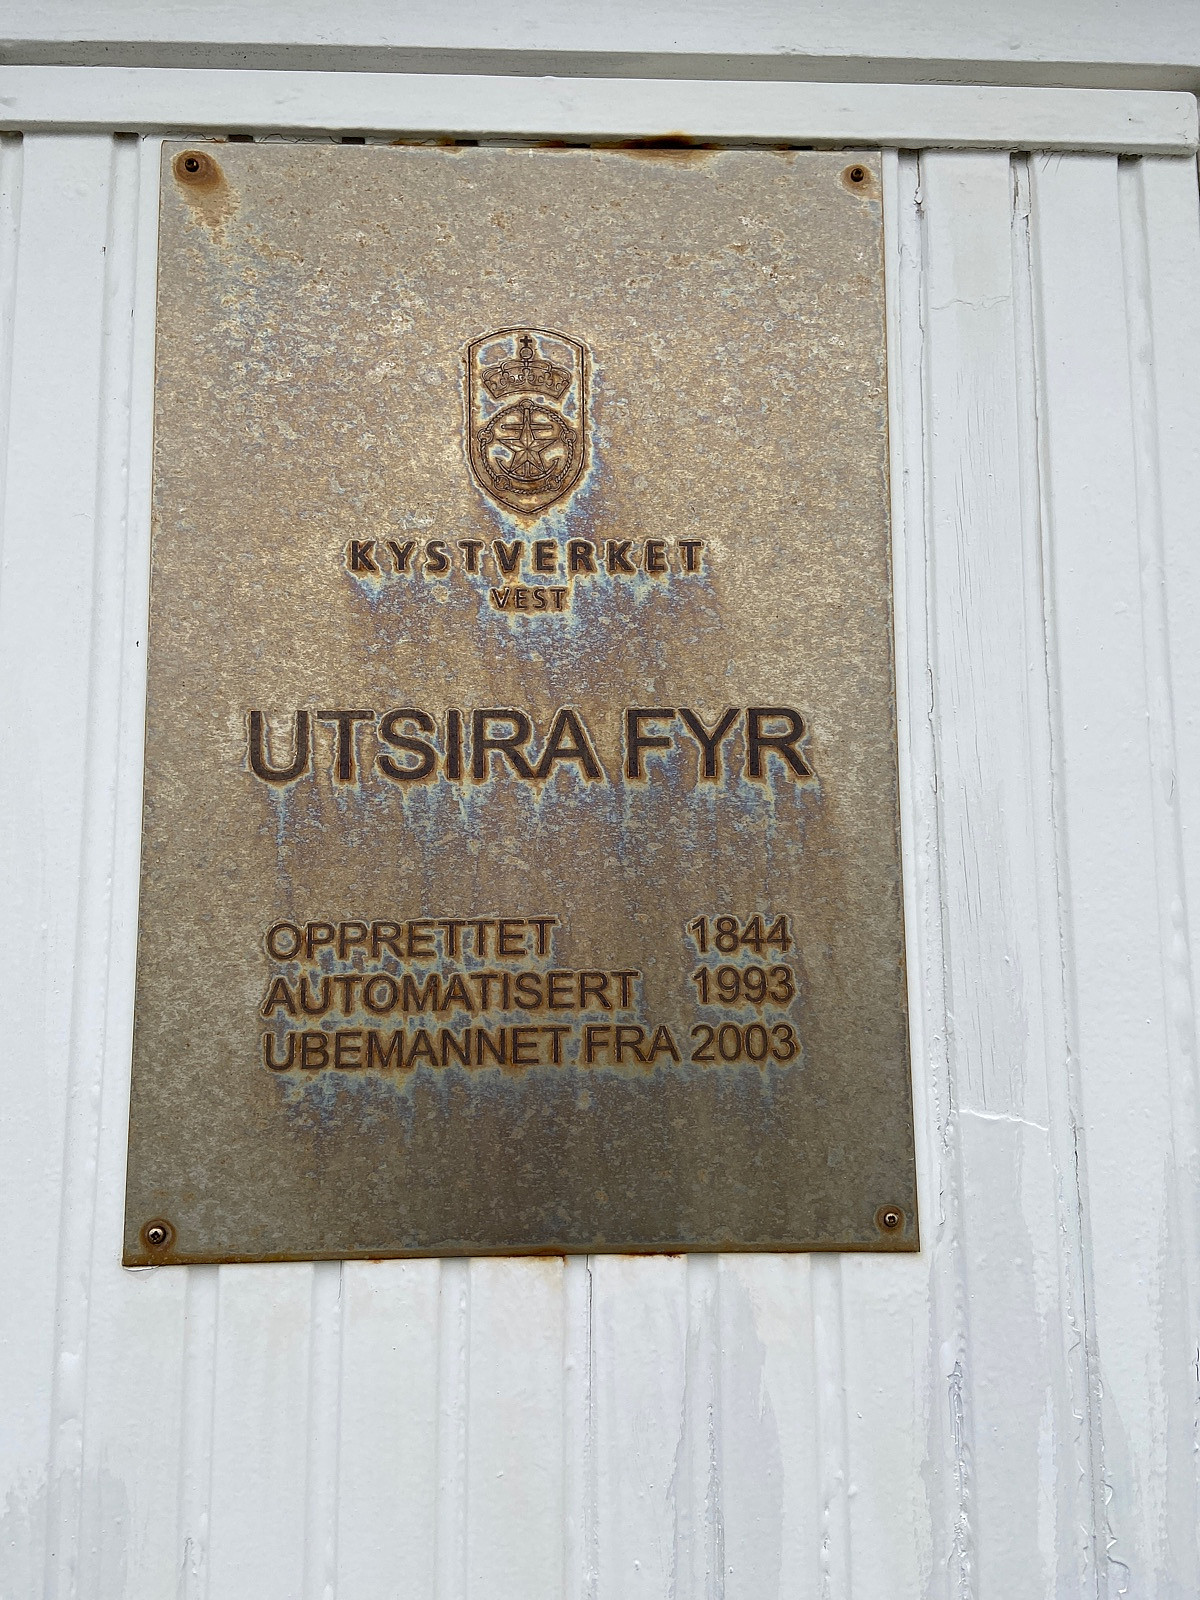 KYSTVERKET
VEST
UTSIRA FYR
OPPRETTET 1844
AUTOMATISERT 1993
UBEMANNET FRA 2003